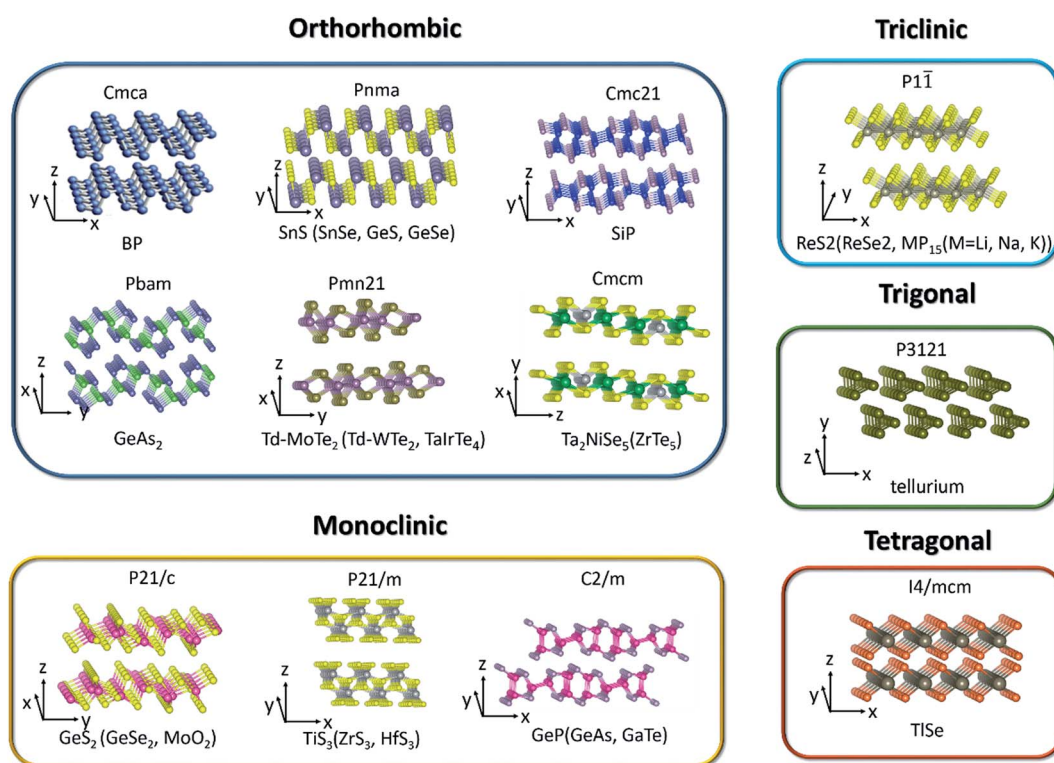 Orthorhombic
Cmca
z
y
x
BP
Pnma
z
y
x
SnS (SnSe, GeS, GeSe)
Cmc21
z
y
x
SiP
Pbam
z
x
y
GeAs₂
Pmn21
z
x
y
Td-MoTe₂ (Td-WTe₂, TaIrTe₄)
Cmcm
y
x
z
Ta₂NiSe₅(ZrTe₅)
Triclinic
P11̅
z
y
x
ReS2(ReSe2, MP₁₅(M=Li, Na, K))
Trigonal
P3121
y
z
x
tellurium
Monoclinic
P21/c
z
x
y
GeS₂ (GeSe₂, MoO₂)
P21/m
z
x
y
TiS₃(ZrS₃, HfS₃)
C2/m
z
y
x
GeP(GeAs, GaTe)
Tetragonal
I4/mcm
z
y
x
TlSe